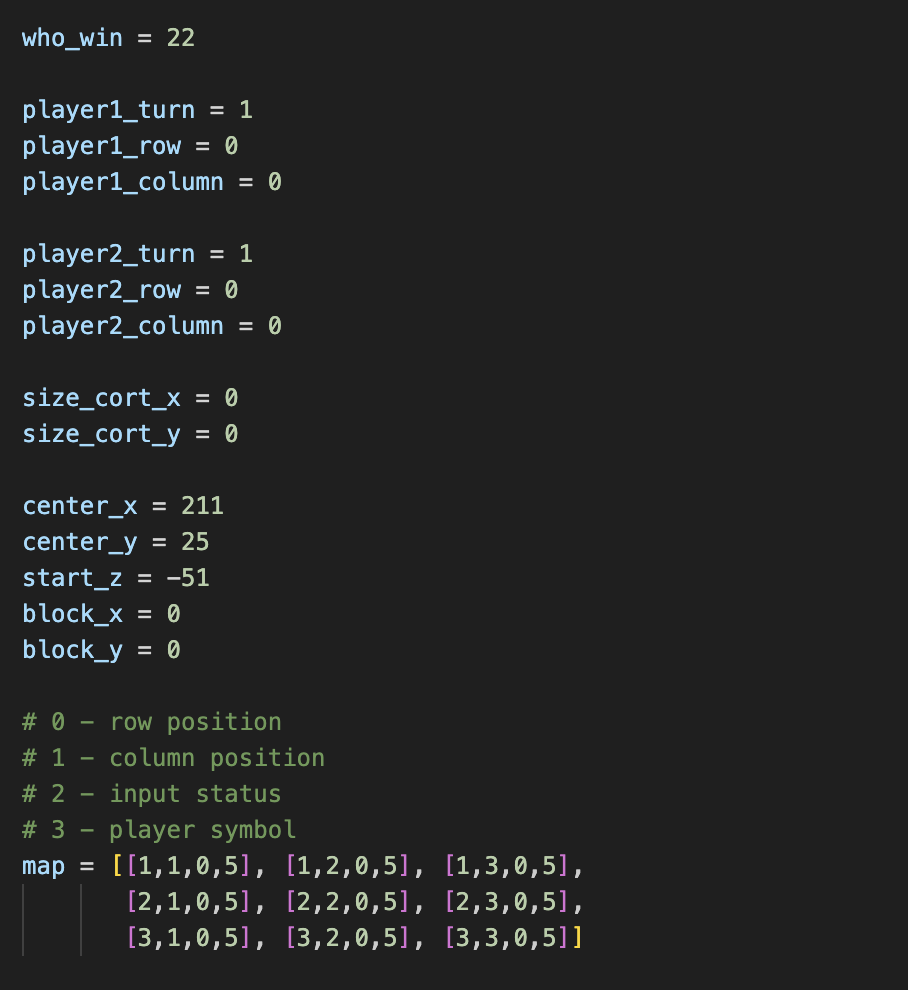 who_win = 22
player1_turn = 1
player1_row = 0
player1_column = 0
player2_turn = 1
player2_row = 0
player2_column = 0
size_cort_x = 0
size_cort_y = 0
center_x = 211
center_y = 25
start_z = -51
block_x = 0
block_y = 0
# 0 - row position
# 1 - column position
# 2 - input status
# 3 - player symbol
map = [[1,1,0,5], [1,2,0,5], [1,3,0,5],
[2,1,0,5], [2,2,0,5], [2,3,0,5],
[3,1,0,5], [3,2,0,5], [3,3,0,5]]